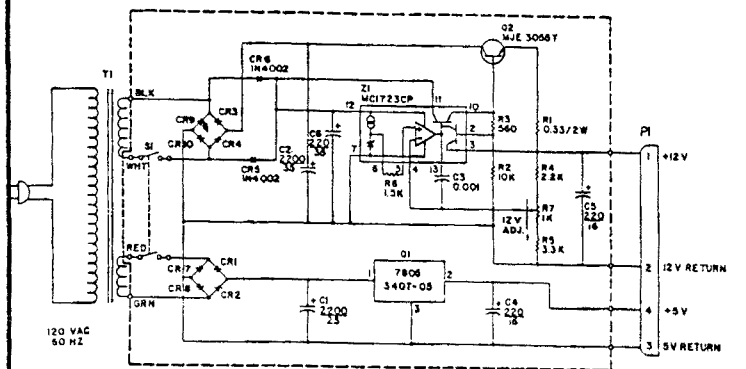 Q2
MJE 3055T
CR6
1N4002
T1
BLK
Z1
MC1723CP
CR9
CR3
CR10
CR4
12
11
10
2
3
7
6
5
4
13
R3
560
R1
0.33/2W
P1
1
+12V
S1
WHT
CR5
1N4002
C2
2200
35
C6
220
35
R6
1.5K
C3
0.001
R2
10K
R4
2.2K
R7
1K
12V
ADJ.
R5
3.3K
C5
220
16
2
12V RETURN
RED
CR7
CR1
CR8
CR2
GRN
1
Q1
7806
3407-05
2
3
C1
2200
25
C4
220
16
4
+5V
3
5V RETURN
120 VAC
60 HZ